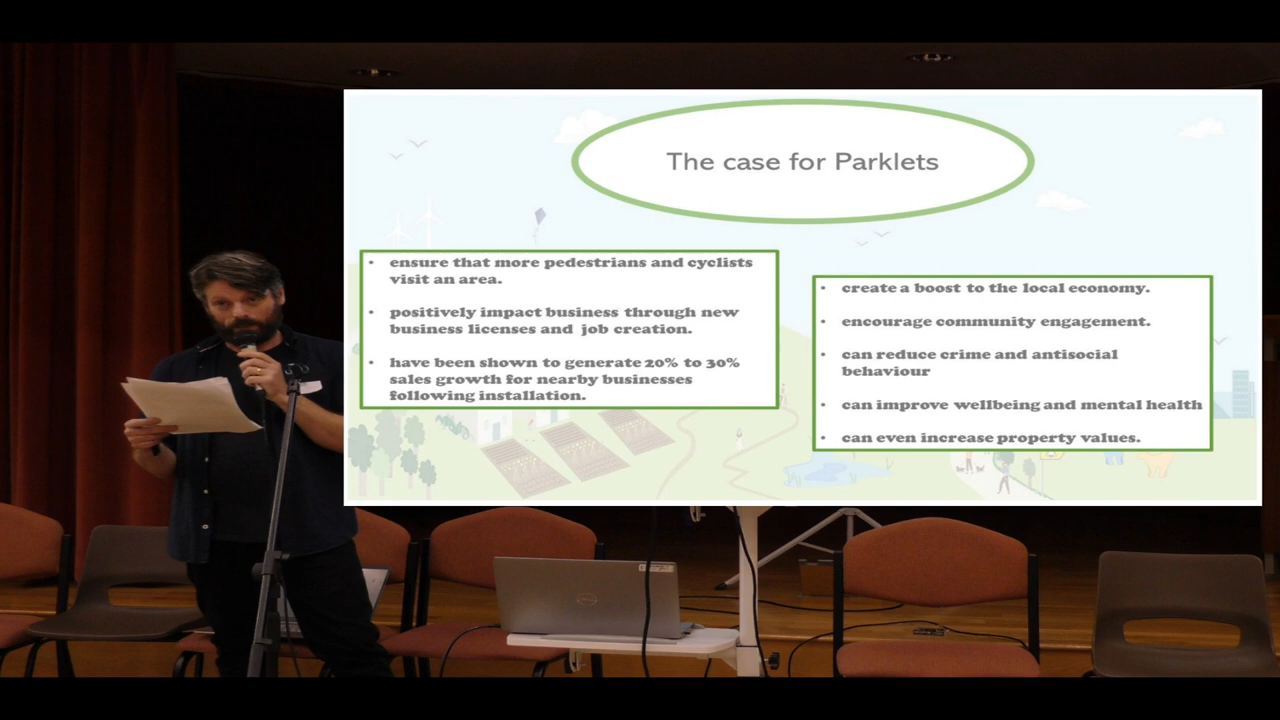 The case for Parklets
• ensure that more pedestrians and cyclists
visit an area.
• positively impact business through new
business licenses and job creation.
• have been shown to generate 20% to 30%
sales growth for nearby businesses
following installation.
• create a boost to the local economy.
• encourage community engagement.
• can reduce crime and antisocial
behaviour
• can improve wellbeing and mental health
• can even increase property values.
DELL